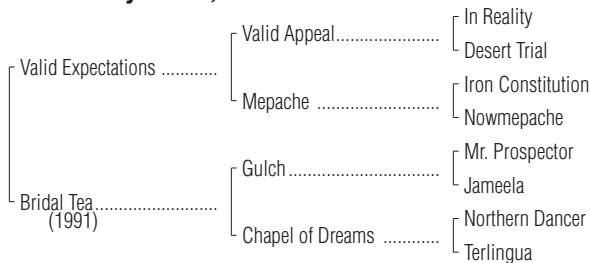 In Reality
Valid Appeal.....................
Desert Trial
Valid Expectations ............
Iron Constitution
Mepache .........................
Nowmepache
Mr. Prospector
Gulch...............................
Jameela
Bridal Tea.........................
(1991)
Northern Dancer
Chapel of Dreams ............
Terlingua